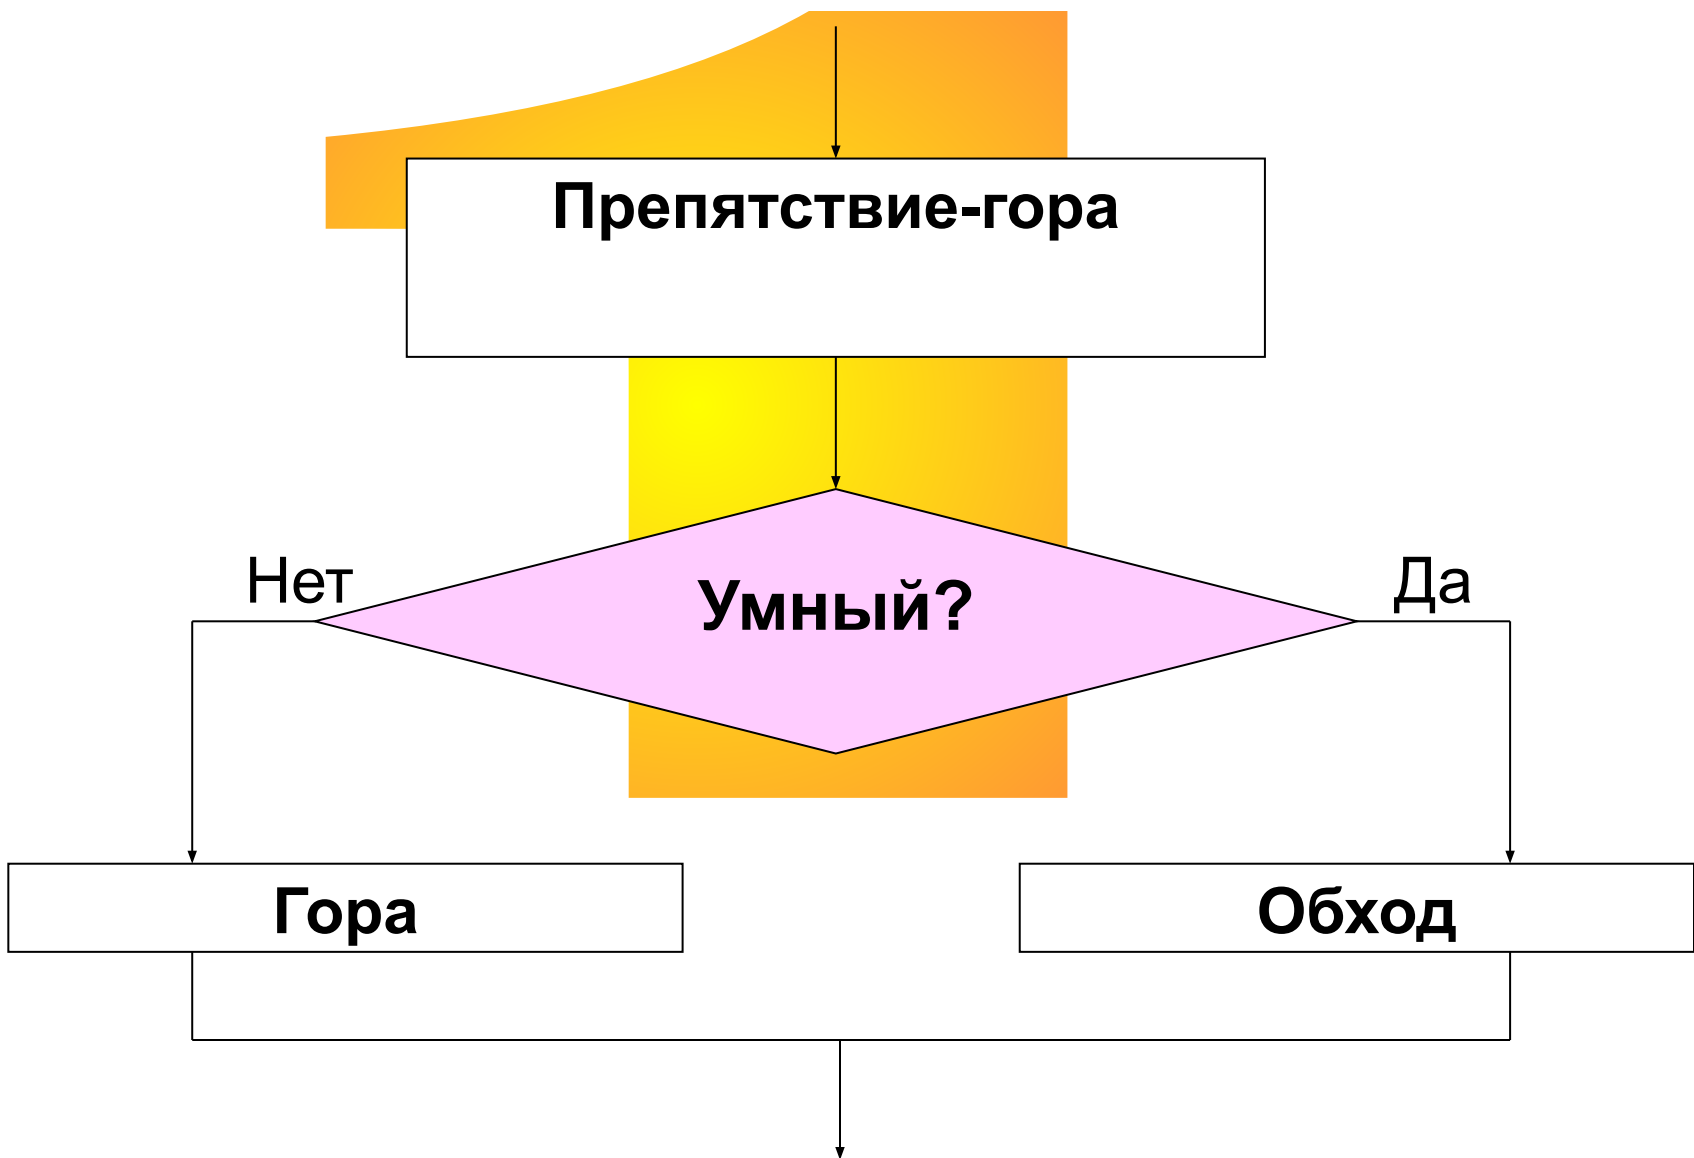 Препятствие-гора
Умный?
Нет
Да
Гора
Обход